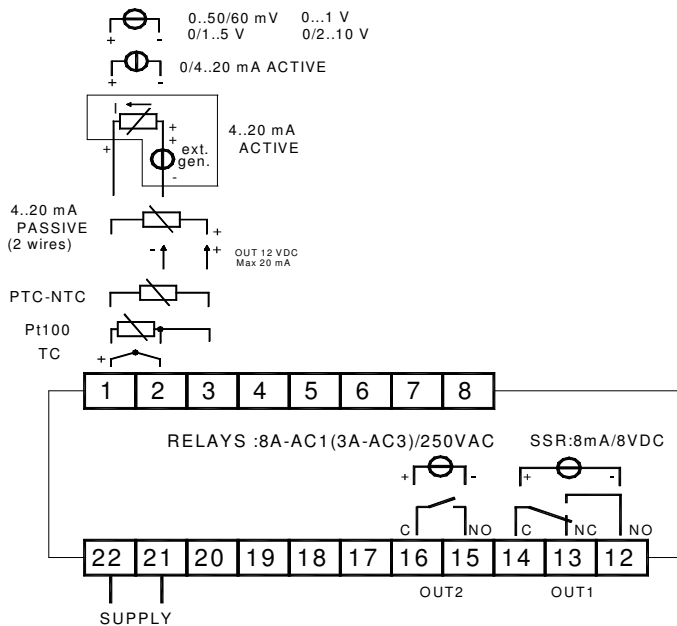 0..50/60 mV 0...1 V
+ - 0/1..5 V 0/2..10 V
0/4..20 mA ACTIVE
+ -
I
+
+
+ ext. gen.
-
4..20 mA
ACTIVE
4..20 mA
PASSIVE
(2 wires)
+
- + OUT 12 VDC
Max 20 mA
PTC-NTC
Pt100
TC
+
1 2 3 4 5 6 7 8
RELAYS :8A-AC1(3A-AC3)/250VAC SSR:8mA/8VDC
+ - + -
C NO C NC NO
22 21 20 19 18 17 16 15 14 13 12
OUT2 OUT1
SUPPLY